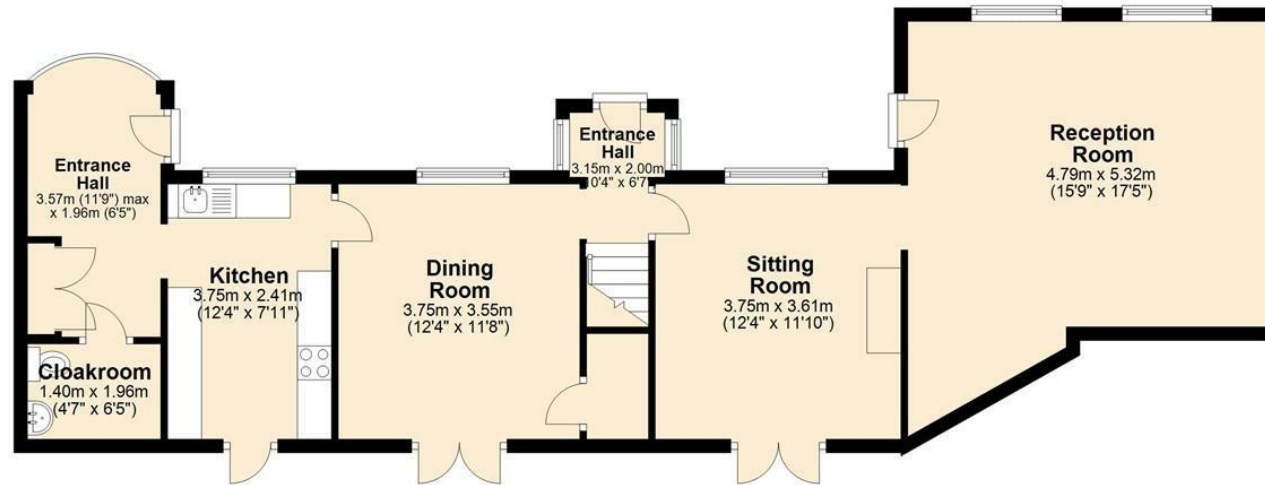 Entrance
Hall
3.57m (11'9") max
x 1.96m (6'5")
Cloakroom
1.40m x 1.96m
(4'7" x 6'5")
Kitchen
3.75m x 2.41m
(12'4" x 7'11")
Dining
Room
3.75m x 3.55m
(12'4" x 11'8")
Entrance
Hall
3.15m x 2.00m
10'4" x 6'7
Sitting
Room
3.75m x 3.61m
(12'4" x 11'10")
Reception
Room
4.79m x 5.32m
(15'9" x 17'5")